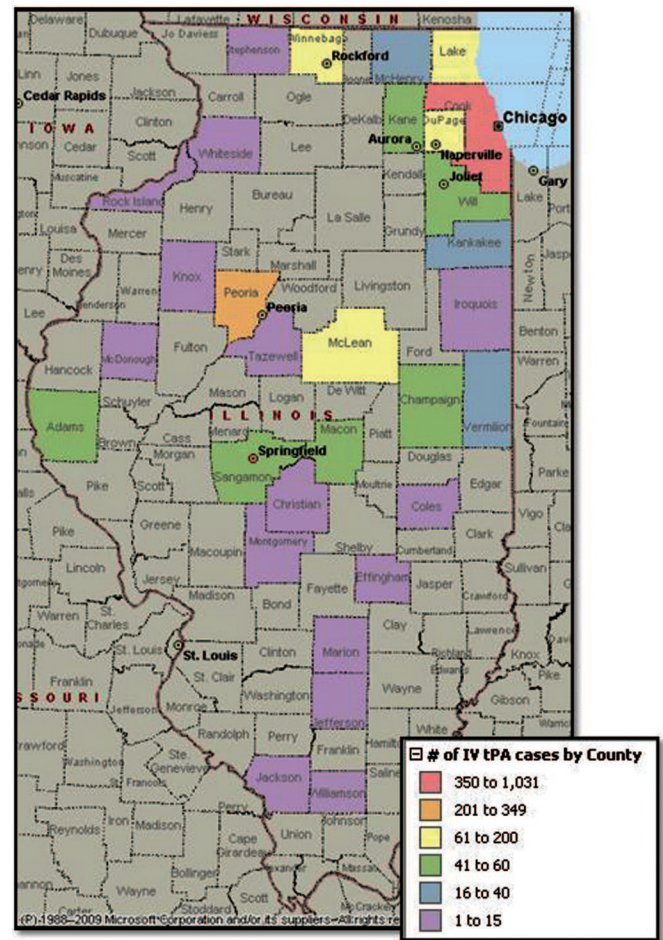 WISCONSIN
Delaware
Lafayette
Kenosha
Dubuque
Jo Daviess
Stephenson
Winnebago
Rockford
Boone
McHenry
Lake
Linn
Jones
Cedar Rapids
Jackson
Carroll
Ogle
DeKalb
Kane
Cook
DuPage
Chicago
IOWA
Clinton
Cedar
Scott
Whiteside
Lee
Aurora
Naperville
Muscatine
Rock Island
Kendall
Joliet
Gary
Lake
Henry
Bureau
La Salle
Will
Louisa
Mercer
Grundy
Kankakee
Des
Moines
Stark
Marshall
Newton
Knox
Peoria
Woodford
Livingston
Warren
Henderson
Peoria
Iroquois
Lee
McLean
Benton
McDonough
Fulton
Tazewell
Ford
Warren
Hancock
Mason
Logan
De Witt
Schuyler
ILLINOIS
Champaign
Vermilion
Adams
Brown
Cass
Menard
Macon
Piatt
Fountain
Morgan
Springfield
Douglas
Pike
Scott
Sangamon
Moultrie
Edgar
Parke
Christian
Coles
Pike
Greene
Macoupin
Montgomery
Shelby
Cumberland
Clark
Vigo
Lincoln
Jersey
Effingham
Jasper
Crawford
Sullivan
Madison
Bond
Fayette
Warren
St.
Charles
Clay
Lawrence
St. Louis
St. Louis
Clinton
Marion
Richland
Knox
Franklin
St. Clair
Edwards
Pike
SSOURI
Jefferson
Monroe
Washington
Wayne
Gibson
Jefferson
Randolph
Perry
White
Washington
Ste.
Genevieve
Franklin
St. Francois
Jackson
Williamson
Perry
Reynolds
Iron
Madison
Cape
Girardeau
Union
Johnson
Pope
Bollinger
Wayne
Scott
Carter
Stoddard
# of IV tPA cases by County
350 to 1,031
201 to 349
61 to 200
41 to 60
16 to 40
1 to 15
(P) 1988–2009 Microsoft Corporation and/or its suppliers. All rights re